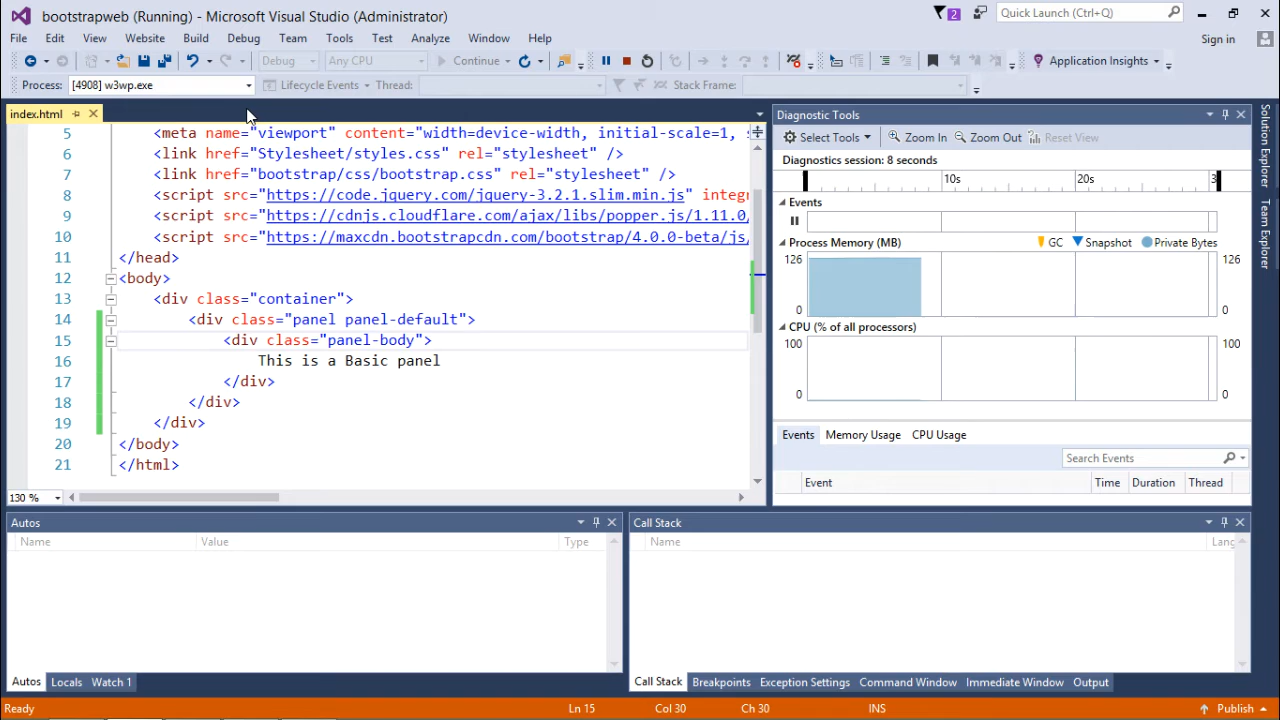 bootstrapweb (Running) - Microsoft Visual Studio (Administrator)
2
Quick Launch (Ctrl+Q)
File Edit View Website Build Debug Team Tools Test Analyze Window Help
Sign in
Debug Any CPU Continue Application Insights
Process: [4908] w3wp.exe Lifecycle Events Thread: Stack Frame:
index.html
5 <meta name="viewport" content="width=device-width, initial-scale=1,
6 <link href="Stylesheet/styles.css" rel="stylesheet" />
7 <link href="bootstrap/css/bootstrap.css" rel="stylesheet" />
8 <script src="https://code.jquery.com/jquery-3.2.1.slim.min.js" integ
9 <script src="https://cdnjs.cloudflare.com/ajax/libs/popper.js/1.11.0/
10 <script src="https://maxcdn.bootstrapcdn.com/bootstrap/4.0.0-beta/js/
11 </head>
12 <body>
13 <div class="container">
14 <div class="panel panel-default">
15 <div class="panel-body">
16 This is a Basic panel
17 </div>
18 </div>
19 </div>
20 </body>
21 </html>
130 %
Diagnostic Tools
Select Tools Zoom In Zoom Out Reset View
Diagnostics session: 8 seconds
10s 20s 3
Events
Process Memory (MB) GC Snapshot Private Bytes
126 126
0 0
CPU (% of all processors)
100 100
0 0
Events Memory Usage CPU Usage
Search Events
Event Time Duration Thread
Solution Explorer
Team Explorer
Autos
Name Value Type
Autos Locals Watch 1
Call Stack
Name Lang
Call Stack Breakpoints Exception Settings Command Window Immediate Window Output
Ready Ln 15 Col 30 Ch 30 INS Publish